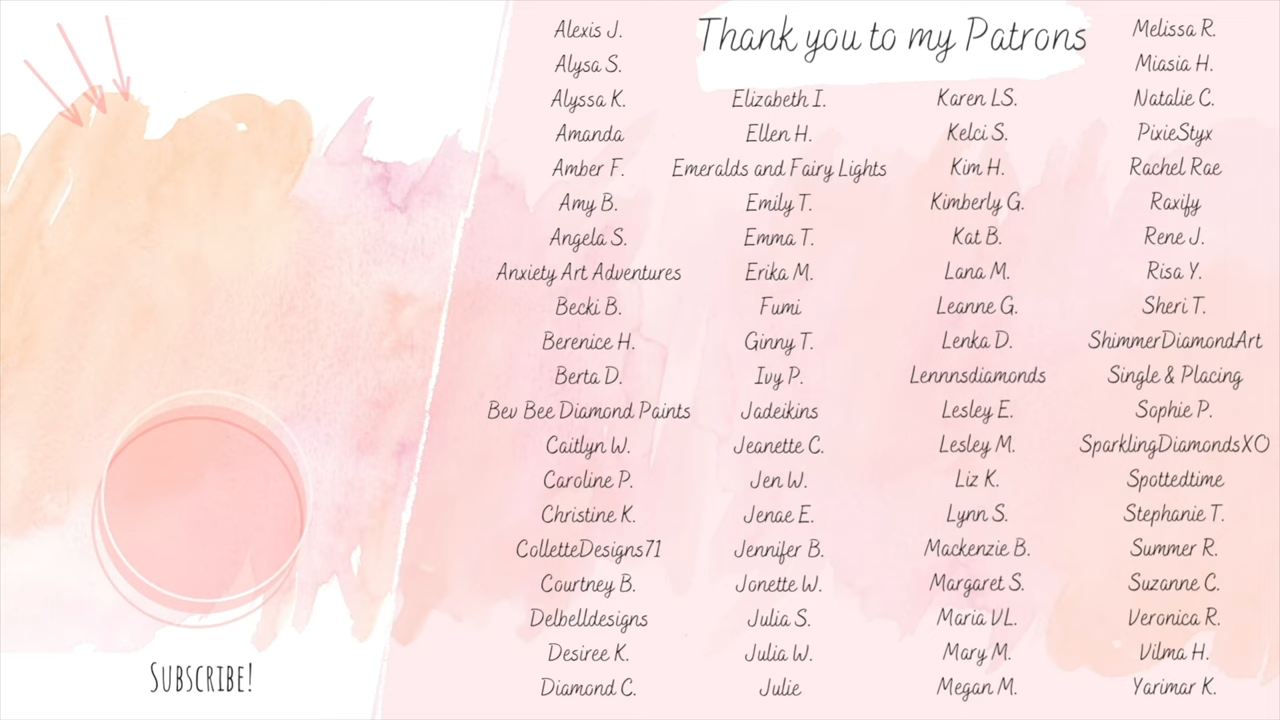 Thank you to my Patrons
Alexis J.
Alysa S.
Alyssa K.
Amanda
Amber F.
Amy B.
Angela S.
Anxiety Art Adventures
Becki B.
Berenice H.
Berta D.
Bev Bee Diamond Paints
Caitlyn W.
Caroline P.
Christine K.
ColletteDesigns71
Courtney B.
Delbelldesigns
Desiree K.
Diamond C.
Elizabeth I.
Ellen H.
Emeralds and Fairy Lights
Emily T.
Emma T.
Erika M.
Fumi
Ginny T.
Ivy P.
Jadeikins
Jeanette C.
Jen W.
Jenae E.
Jennifer B.
Jonette W.
Julia S.
Julia W.
Julie
Karen LS.
Kelci S.
Kim H.
Kimberly G.
Kat B.
Lana M.
Leanne G.
Lenka D.
Lennnsdiamonds
Lesley E.
Lesley M.
Liz K.
Lynn S.
Mackenzie B.
Margaret S.
Maria VL.
Mary M.
Megan M.
Melissa R.
Miasia H.
Natalie C.
PixieStyx
Rachel Rae
Raxify
Rene J.
Risa Y.
Sheri T.
ShimmerDiamondArt
Single & Placing
Sophie P.
SparklingDiamondsXO
Spottedtime
Stephanie T.
Summer R.
Suzanne C.
Veronica R.
Vilma H.
Yarimar K.
Subscribe!